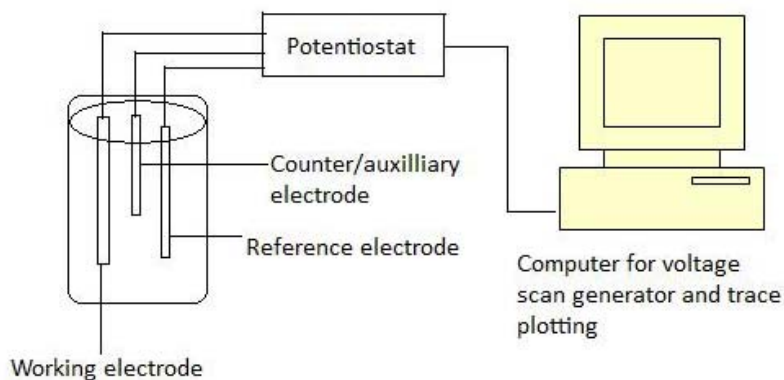 Potentiostat
Counter/auxilliary
electrode
Reference electrode
Working electrode
Computer for voltage
scan generator and trace
plotting